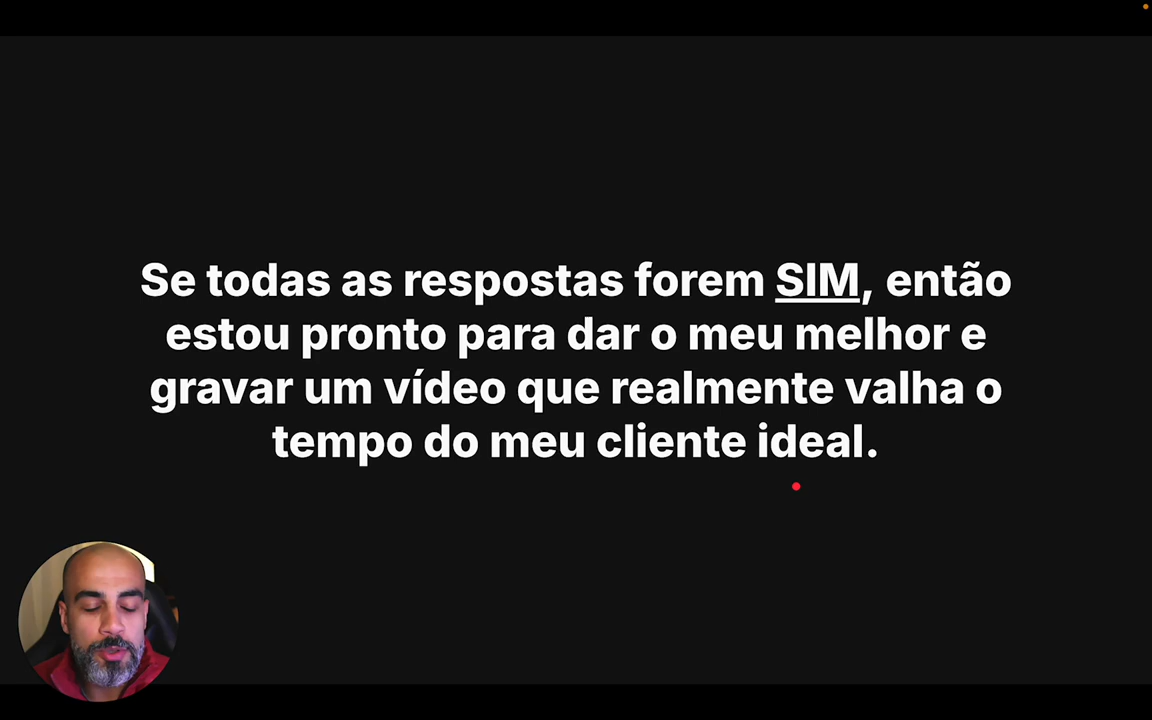 Se todas as respostas forem SIM, então
estou pronto para dar o meu melhor e
gravar um vídeo que realmente valha o
tempo do meu cliente ideal.